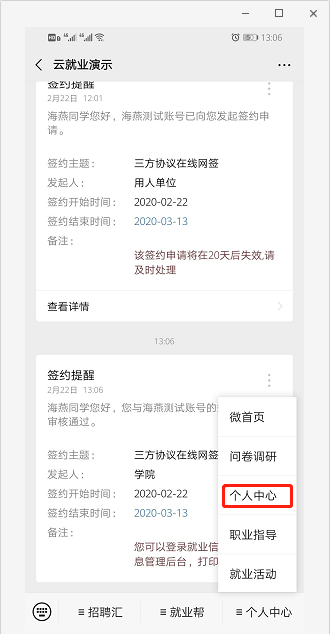 13:06
云就业演示
签约提醒
2月22日 12:01
海燕同学您好，海燕测试账号已向您发起签约申
请。
签约主题： 三方协议在线网签
发起人： 用人单位
签约开始时间： 2020-02-22
签约结束时间： 2020-03-13
备注：
该签约申请将在20天后失效,请
及时处理
查看详情
13:06
签约提醒
2月22日 13:06
海燕同学您好，您与海燕测试账号的
审核通过。
签约主题： 三方协议在线网签
发起人： 学院
签约开始时间： 2020-02-22
签约结束时间： 2020-03-13
备注：
您可以登录就业信
息管理后台，打印
微首页
问卷调研
个人中心
职业指导
就业活动
招聘汇
就业帮
个人中心